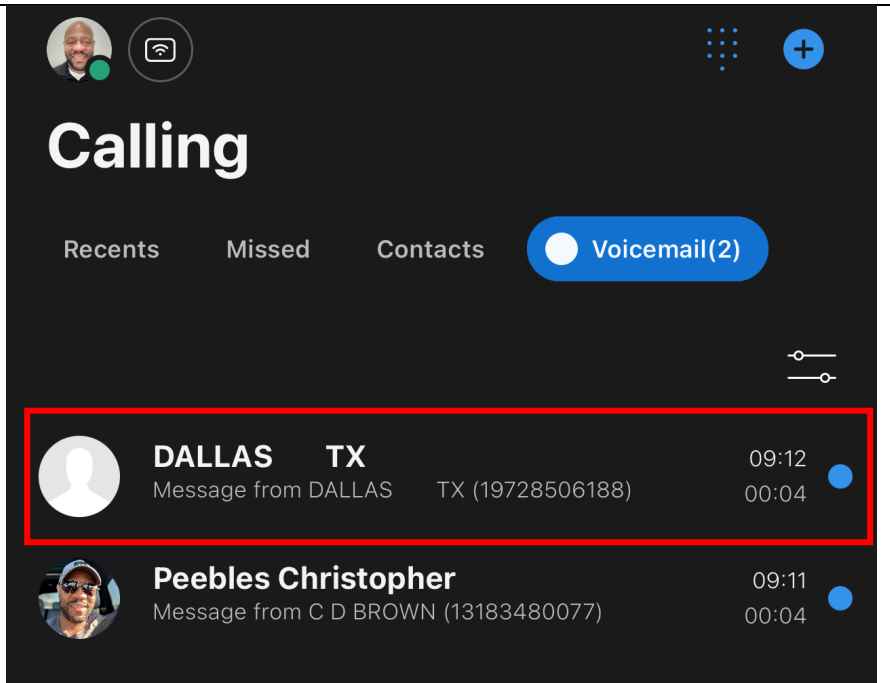 Calling
Recents Missed Contacts Voicemail(2)
DALLAS TX 09:12
Message from DALLAS TX (19728506188) 00:04
Peebles Christopher 09:11
Message from C D BROWN (13183480077) 00:04